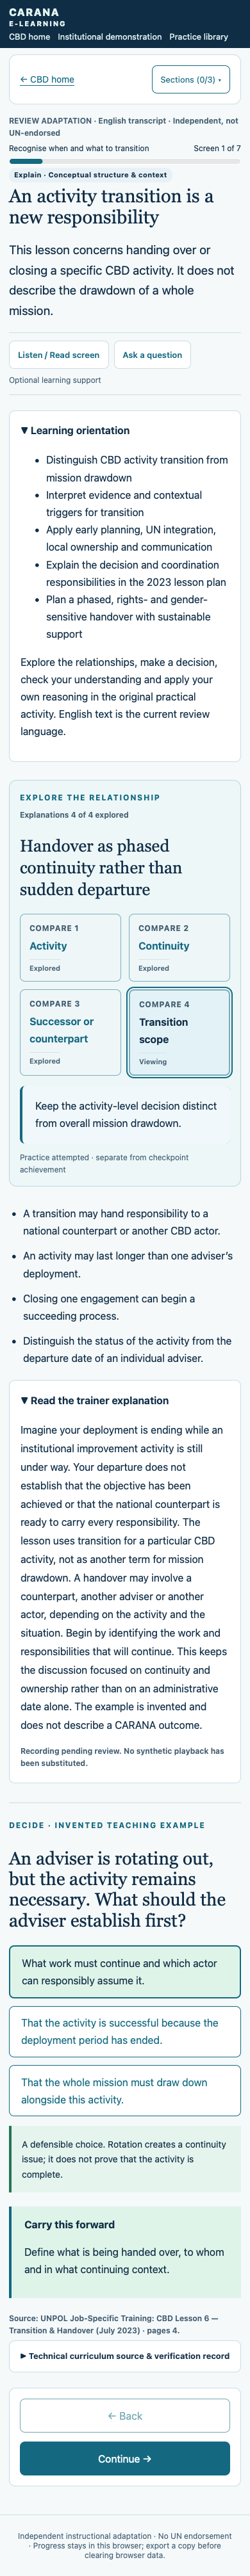 CARANA
E-LEARNING
CBD home Institutional demonstration Practice library
← CBD home
Sections (0/3) ▾
REVIEW ADAPTATION · English transcript · Independent, not
UN-endorsed
Recognise when and what to transition
Screen 1 of 7
Explain · Conceptual structure & context
An activity transition is a
new responsibility
This lesson concerns handing over or
closing a specific CBD activity. It does not
describe the drawdown of a whole
mission.
Listen / Read screen
Ask a question
Optional learning support
▼ Learning orientation
• Distinguish CBD activity transition from
mission drawdown
• Interpret evidence and contextual
triggers for transition
• Apply early planning, UN integration,
local ownership and communication
• Explain the decision and coordination
responsibilities in the 2023 lesson plan
• Plan a phased, rights- and gender-
sensitive handover with sustainable
support
Explore the relationships, make a decision,
check your understanding and apply your
own reasoning in the original practical
activity. English text is the current review
language.
EXPLORE THE RELATIONSHIP
Explanations 4 of 4 explored
Handover as phased
continuity rather than
sudden departure
COMPARE 1
Activity
Explored
COMPARE 2
Continuity
Explored
COMPARE 3
Successor or
counterpart
Explored
COMPARE 4
Transition
scope
Viewing
Keep the activity-level decision distinct
from overall mission drawdown.
Practice attempted · separate from checkpoint
achievement
• A transition may hand responsibility to a
national counterpart or another CBD actor.
• An activity may last longer than one adviser’s
deployment.
• Closing one engagement can begin a
succeeding process.
• Distinguish the status of the activity from the
departure date of an individual adviser.
▼ Read the trainer explanation
Imagine your deployment is ending while an
institutional improvement activity is still
under way. Your departure does not
establish that the objective has been
achieved or that the national counterpart is
ready to carry every responsibility. The
lesson uses transition for a particular CBD
activity, not as another term for mission
drawdown. A handover may involve a
counterpart, another adviser or another
actor, depending on the activity and the
situation. Begin by identifying the work and
responsibilities that will continue. This keeps
the discussion focused on continuity and
ownership rather than on an administrative
date alone. The example is invented and
does not describe a CARANA outcome.
Recording pending review. No synthetic playback has
been substituted.
DECIDE · INVENTED TEACHING EXAMPLE
An adviser is rotating out,
but the activity remains
necessary. What should the
adviser establish first?
What work must continue and which actor
can responsibly assume it.
That the activity is successful because the
deployment period has ended.
That the whole mission must draw down
alongside this activity.
A defensible choice. Rotation creates a continuity
issue; it does not prove that the activity is
complete.
Carry this forward
Define what is being handed over, to whom
and in what continuing context.
Source: UNPOL Job-Specific Training: CBD Lesson 6 —
Transition & Handover (July 2023) · pages 4.
► Technical curriculum source & verification record
← Back
Continue →
Independent instructional adaptation · No UN endorsement
· Progress stays in this browser; export a copy before
clearing browser data.